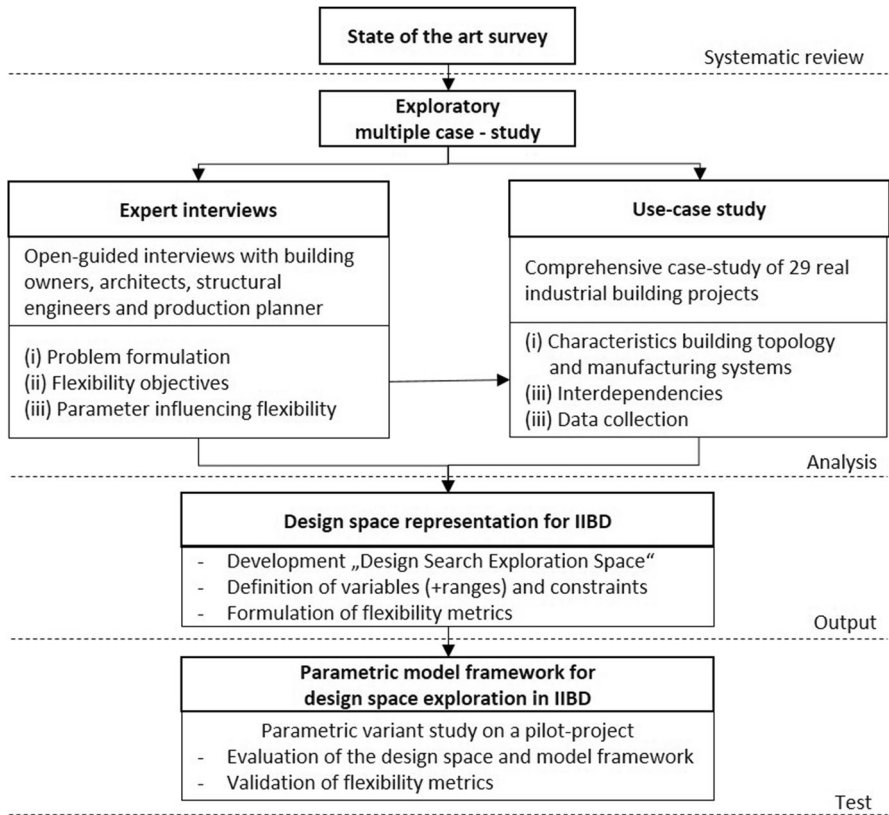 State of the art survey
Systematic review
Exploratory
multiple case - study
Expert interviews
Open-guided interviews with building
owners, architects, structural
engineers and production planner
(i) Problem formulation
(ii) Flexibility objectives
(iii) Parameter influencing flexibility
Use-case study
Comprehensive case-study of 29 real
industrial building projects
(i) Characteristics building topology
and manufacturing systems
(iii) Interdependencies
(iii) Data collection
Analysis
Design space representation for IIBD
- Development „Design Search Exploration Space“
- Definition of variables (+ranges) and constraints
- Formulation of flexibility metrics
Output
Parametric model framework for
design space exploration in IIBD
Parametric variant study on a pilot-project
- Evaluation of the design space and model framework
- Validation of flexibility metrics
Test